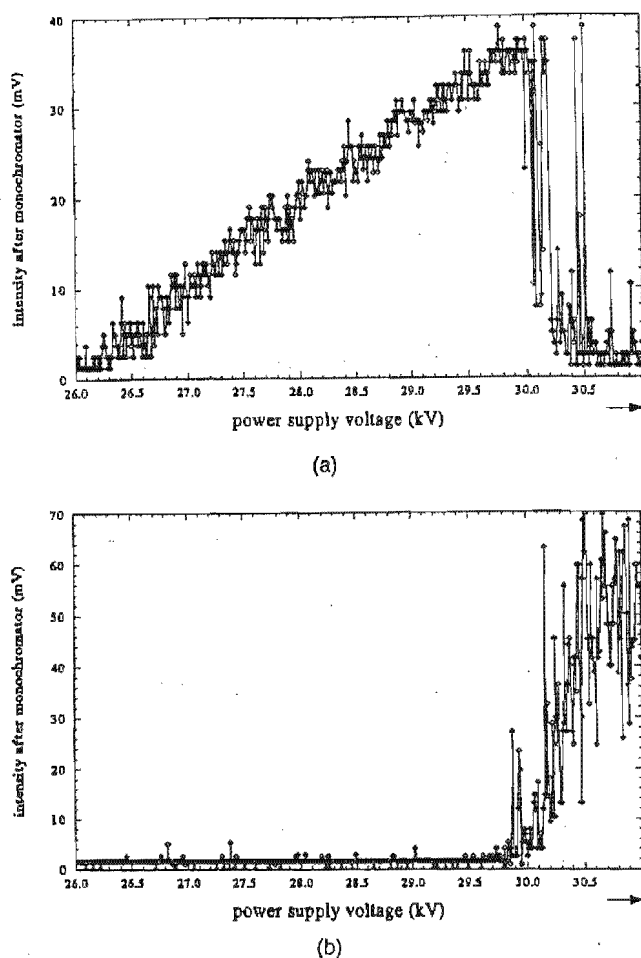 40
30
20
10
0
intensity after monochromator (mV)
26.0 26.5 27.0 27.5 28.0 28.5 29.0 29.5 30.0 30.5
power supply voltage (kV)
(a)
70
60
50
40
30
20
10
0
intensity after monochromator (mV)
26.0 26.5 27.0 27.5 28.0 28.5 29.0 29.5 30.0 30.5
power supply voltage (kV)
(b)